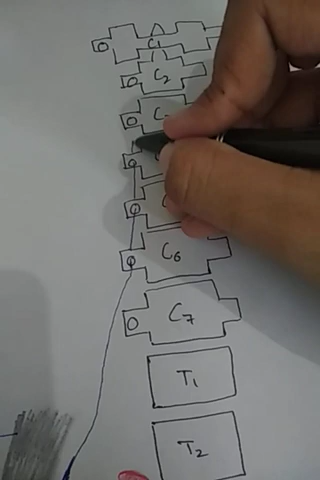 C₁
C₂
C₆
C₇
T₁
T₂